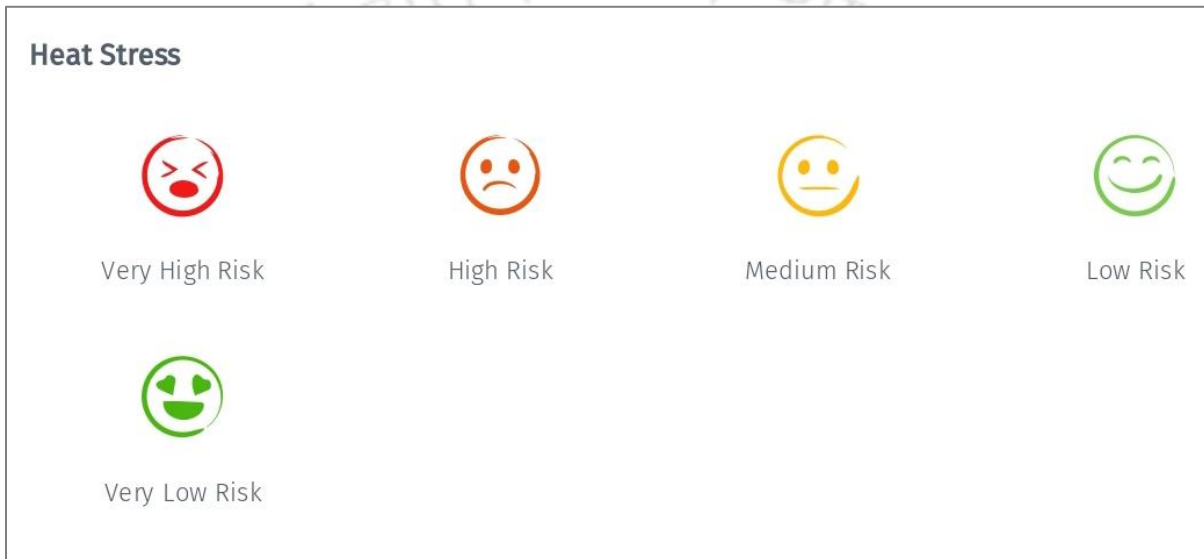 Heat Stress
Very High Risk
High Risk
Medium Risk
Low Risk
Very Low Risk